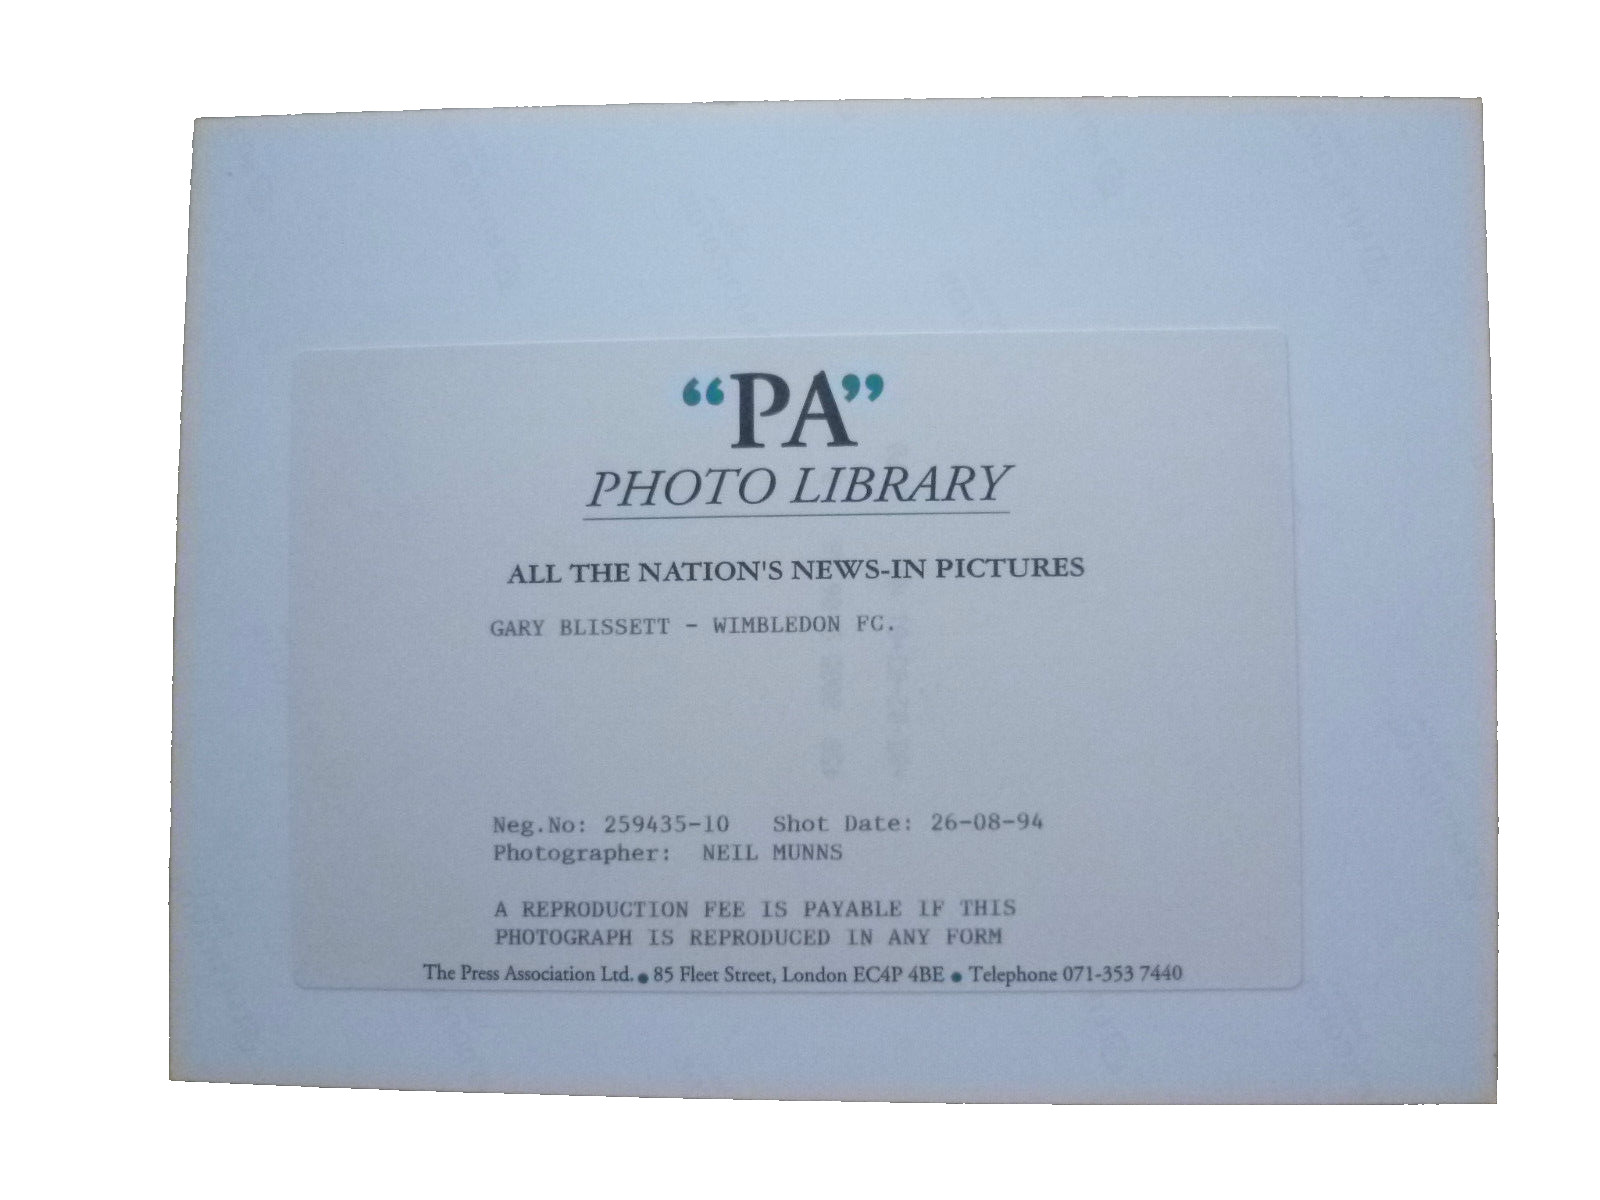 “PA”
PHOTO LIBRARY
ALL THE NATION'S NEWS-IN PICTURES
GARY BLISSETT - WIMBLEDON FC.
Neg.No: 259435-10 Shot Date: 26-08-94
Photographer: NEIL MUNNS
A REPRODUCTION FEE IS PAYABLE IF THIS
PHOTOGRAPH IS REPRODUCED IN ANY FORM
The Press Association Ltd. ● 85 Fleet Street, London EC4P 4BE ● Telephone 071-353 7440